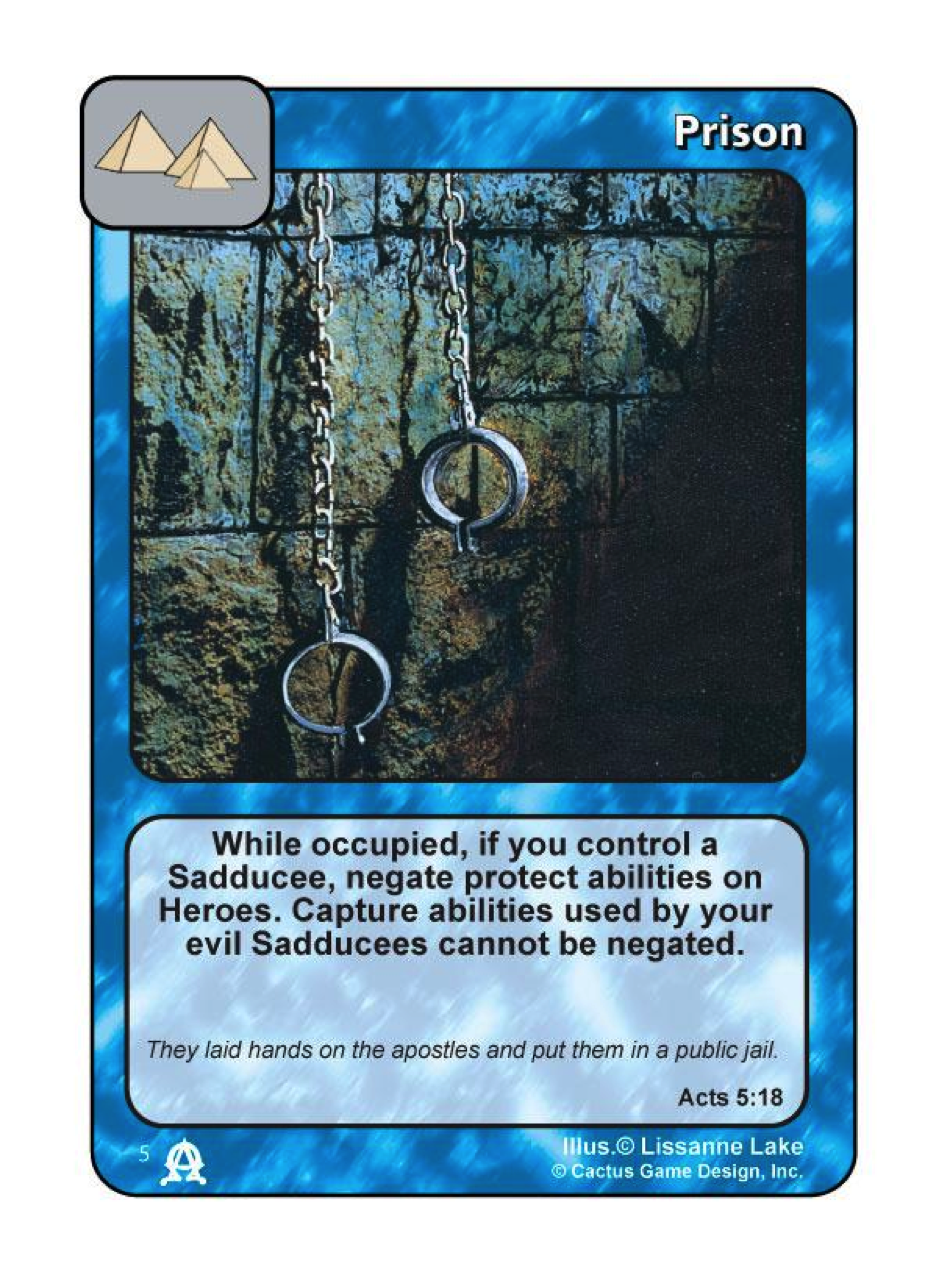 Prison
While occupied, if you control a
Sadducee, negate protect abilities on
Heroes. Capture abilities used by your
evil Sadducees cannot be negated.
They laid hands on the apostles and put them in a public jail.
Acts 5:18
5
Illus.© Lissanne Lake
© Cactus Game Design, Inc.